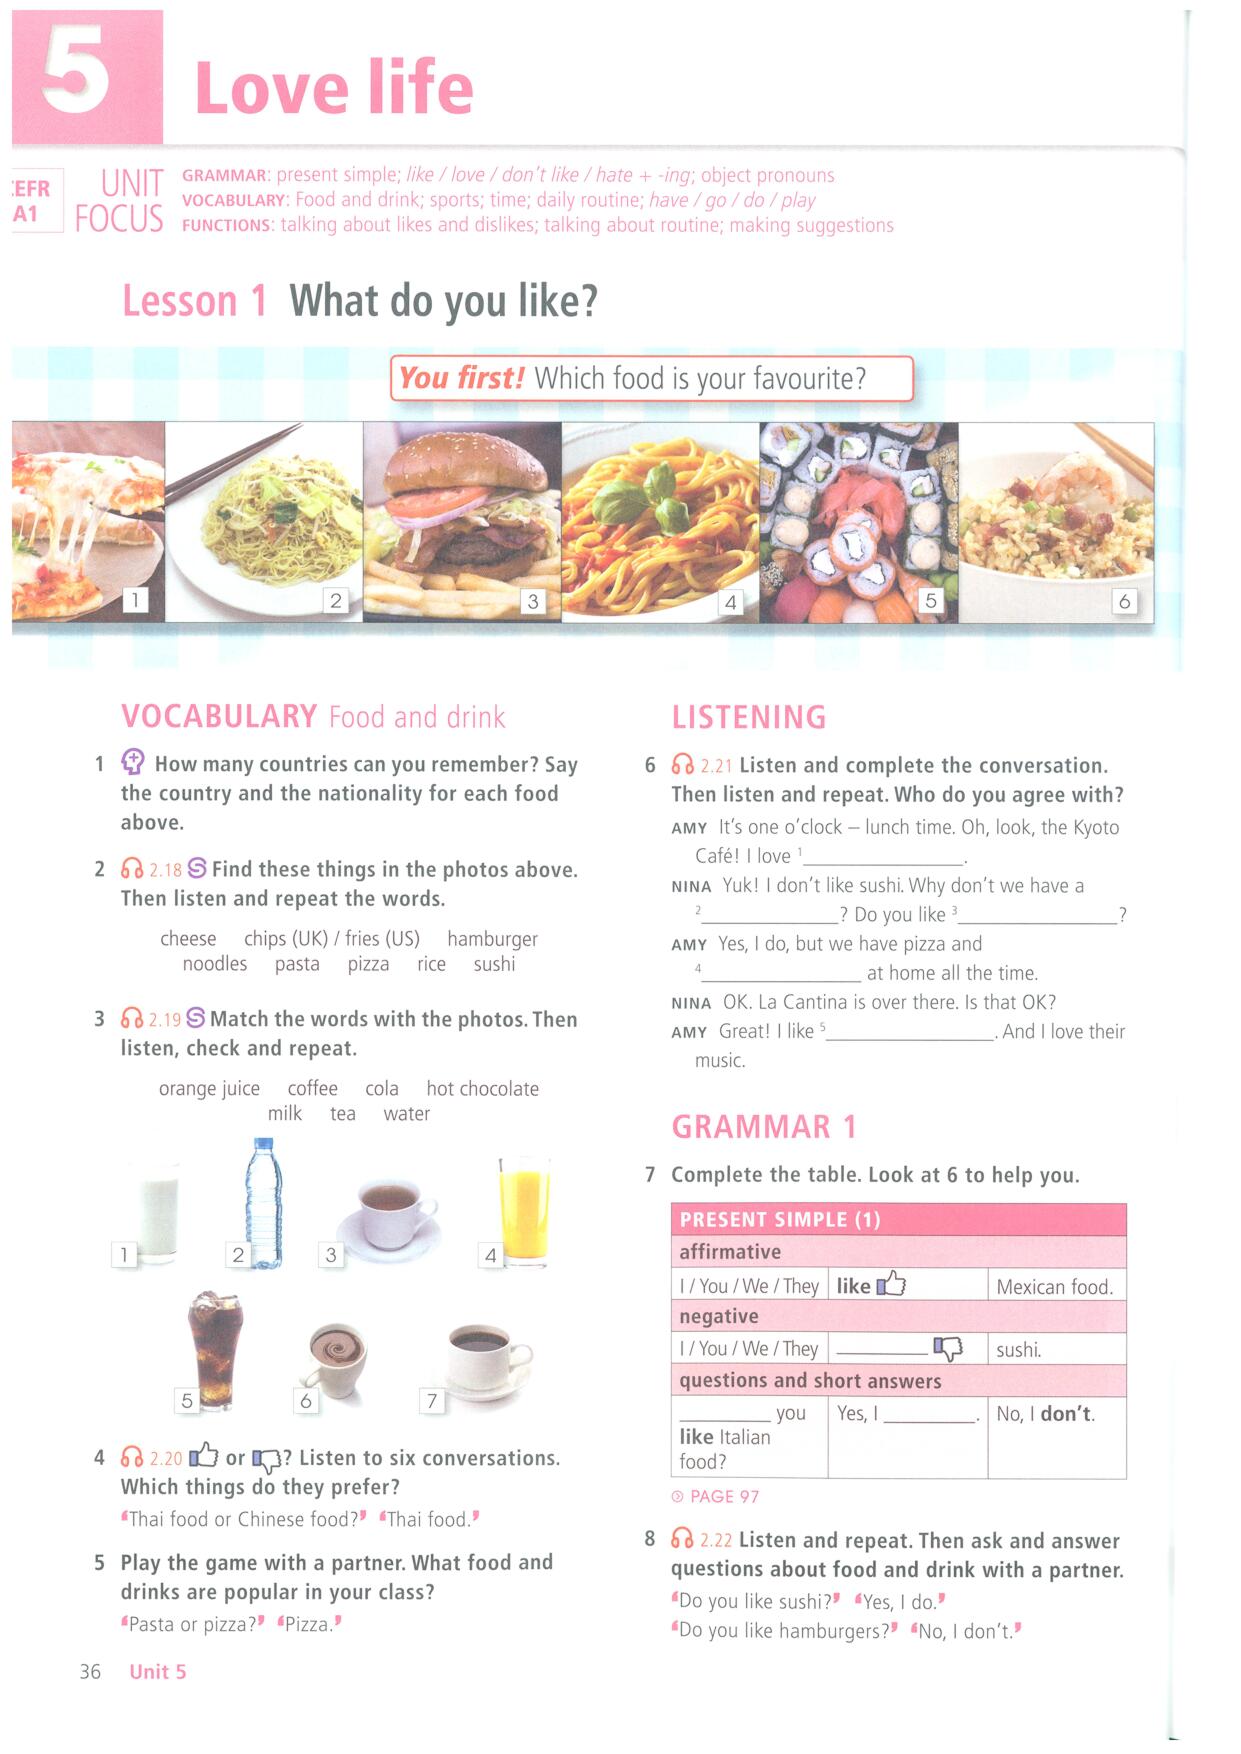 5
Love life
CEFR
A1
UNIT
FOCUS
GRAMMAR: present simple; like / love / don't like / hate + -ing; object pronouns
VOCABULARY: Food and drink; sports; time; daily routine; have / go / do / play
FUNCTIONS: talking about likes and dislikes; talking about routine; making suggestions
Lesson 1 What do you like?
You first! Which food is your favourite?
1
2
3
4
5
6
VOCABULARY Food and drink
1 How many countries can you remember? Say
the country and the nationality for each food
above.
2 2.18 S Find these things in the photos above.
Then listen and repeat the words.
cheese chips (UK) / fries (US) hamburger
noodles pasta pizza rice sushi
3 2.19 S Match the words with the photos. Then
listen, check and repeat.
orange juice coffee cola hot chocolate
milk tea water
1
2
3
4
5
6
7
4 2.20 or ? Listen to six conversations.
Which things do they prefer?
‘Thai food or Chinese food?’ ‘Thai food.’
5 Play the game with a partner. What food and
drinks are popular in your class?
‘Pasta or pizza?’ ‘Pizza.’
LISTENING
6 2.21 Listen and complete the conversation.
Then listen and repeat. Who do you agree with?
AMY It's one o'clock – lunch time. Oh, look, the Kyoto
Café! I love 1 ________________.
NINA Yuk! I don't like sushi. Why don't we have a
2 ______________? Do you like 3 ________________?
AMY Yes, I do, but we have pizza and
4 ________________ at home all the time.
NINA OK. La Cantina is over there. Is that OK?
AMY Great! I like 5 _________________. And I love their
music.
GRAMMAR 1
7 Complete the table. Look at 6 to help you.
PRESENT SIMPLE (1)
affirmative
I / You / We / They like Mexican food.
negative
I / You / We / They _________ sushi.
questions and short answers
_________ you Yes, I _________. No, I don't.
like Italian
food?
PAGE 97
8 2.22 Listen and repeat. Then ask and answer
questions about food and drink with a partner.
‘Do you like sushi?’ ‘Yes, I do.’
‘Do you like hamburgers?’ ‘No, I don't.’
36 Unit 5